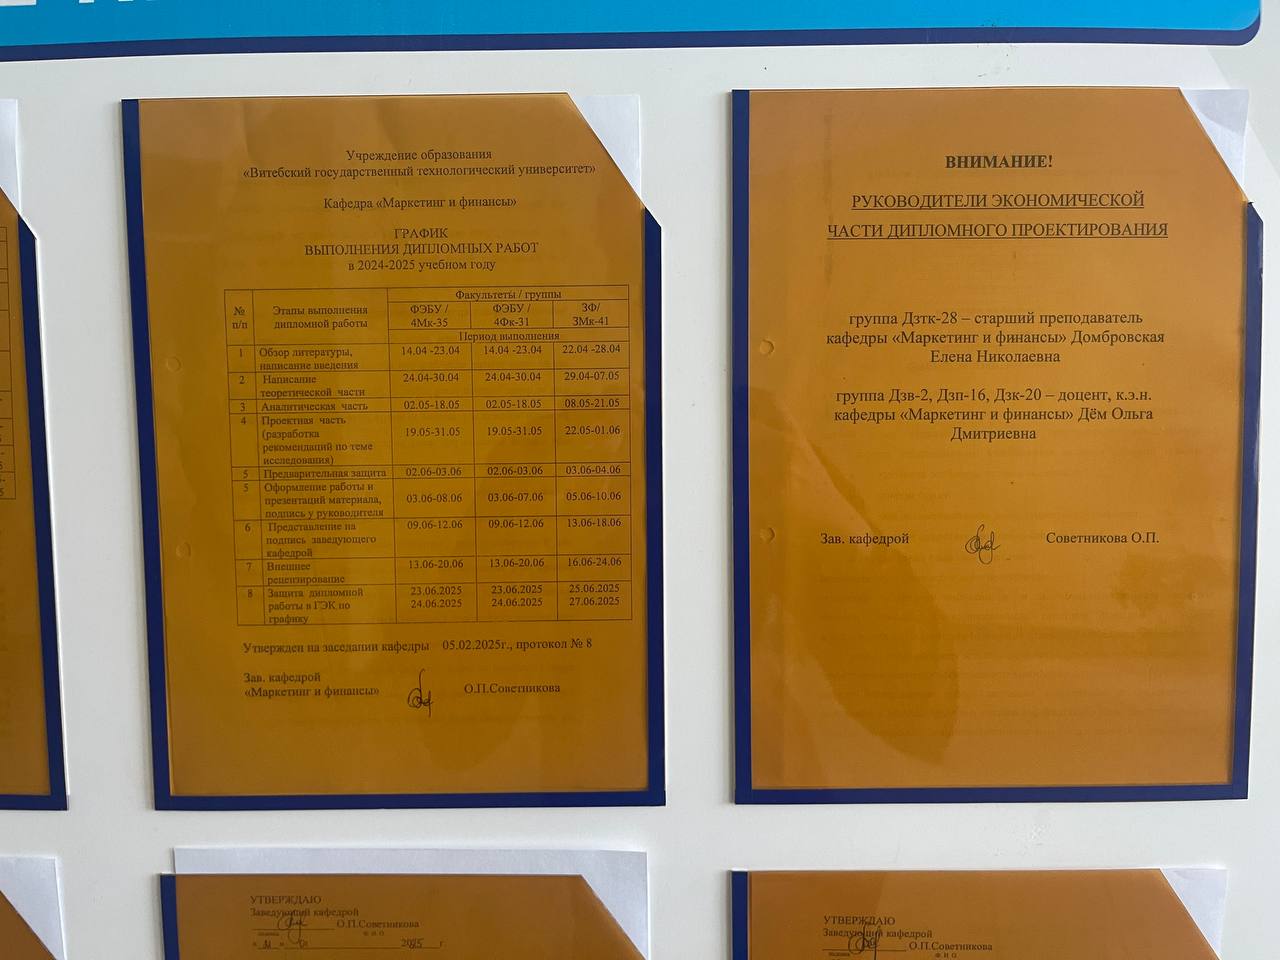 Учреждение образования
«Витебский государственный технологический университет»
Кафедра «Маркетинг и финансы»
ГРАФИК
ВЫПОЛНЕНИЯ ДИПЛОМНЫХ РАБОТ
в 2024-2025 учебном году
№ п/п Этапы выполнения дипломной работы Факультеты / группы
ФЭБУ / 4Мк-35 ФЭБУ / 4Фк-31 ЗФ/ ЗМк-41
Период выполнения
1 Обзор литературы, написание введения 14.04 -23.04 14.04 -23.04 22.04 -28.04
2 Написание теоретической части 24.04-30.04 24.04-30.04 29.04-07.05
3 Аналитическая часть 02.05-18.05 02.05-18.05 08.05-21.05
4 Проектная часть (разработка рекомендаций по теме исследования) 19.05-31.05 19.05-31.05 22.05-01.06
5 Предварительная защита 02.06-03.06 02.06-03.06 03.06-04.06
5 Оформление работы и презентаций материала, подпись у руководителя 03.06-08.06 03.06-07.06 05.06-10.06
6 Представление на подпись заведующего кафедрой 09.06-12.06 09.06-12.06 13.06-18.06
7 Внешнее рецензирование 13.06-20.06 13.06-20.06 16.06-24.06
8 Защита дипломной работы в ГЭК по графику 23.06.2025 24.06.2025 23.06.2025 24.06.2025 25.06.2025 27.06.2025
Утвержден на заседании кафедры 05.02.2025г., протокол № 8
Зав. кафедрой
«Маркетинг и финансы» О.П.Советникова
ВНИМАНИЕ!
РУКОВОДИТЕЛИ ЭКОНОМИЧЕСКОЙ
ЧАСТИ ДИПЛОМНОГО ПРОЕКТИРОВАНИЯ
группа Дзтк-28 – старший преподаватель
кафедры «Маркетинг и финансы» Домбровская
Елена Николаевна
группа Дзв-2, Дзп-16, Дзк-20 – доцент, к.э.н.
кафедры «Маркетинг и финансы» Дём Ольга
Дмитриевна
Зав. кафедрой Советникова О.П.
УТВЕРЖДАЮ
Заведующий кафедрой
О.П.Советникова
Ф. И. О.
УТВЕРЖДАЮ
Заведующий кафедрой
О.П.Советникова
Ф. И. О.